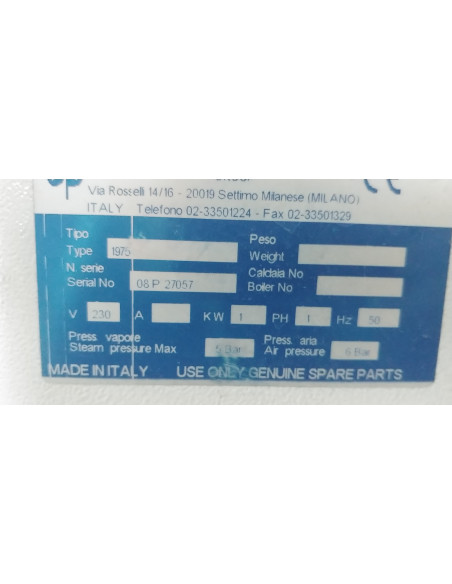 Via Rosselli 14/16 - 20019 Settimo Milanese (MILANO)
ITALY Telefono 02-33501224 - Fax 02-33501329
Tipo Peso
Type 1975 Weight
N. serie Caldaia No
Serial No 08 P 27057 Boiler No
V 230 A KW 1 PH 1 Hz 50
Press vapore Press aria
Steam pressure Max 5 Bar Air pressure 6 Bar
MADE IN ITALY USE ONLY GENUINE SPARE PARTS